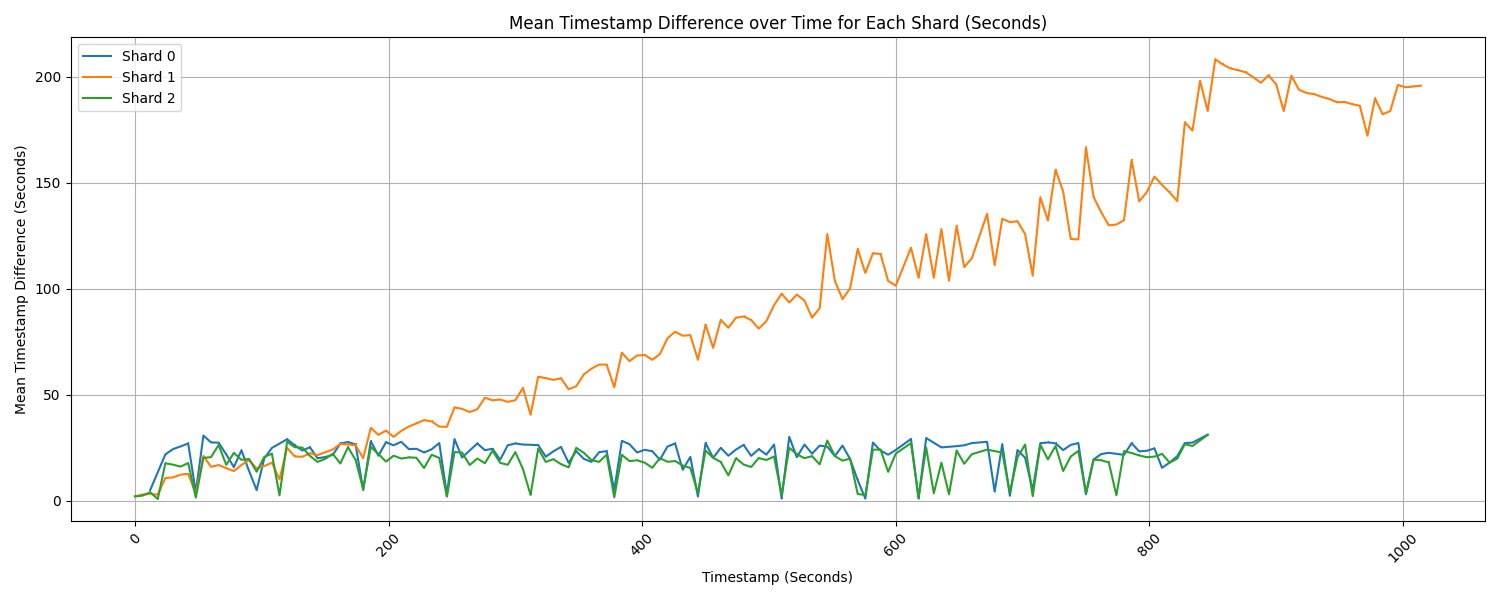 Mean Timestamp Difference over Time for Each Shard (Seconds)
Shard 0
Shard 1
Shard 2
Mean Timestamp Difference (Seconds)
200
150
100
50
0
0
200
400
600
800
1000
Timestamp (Seconds)